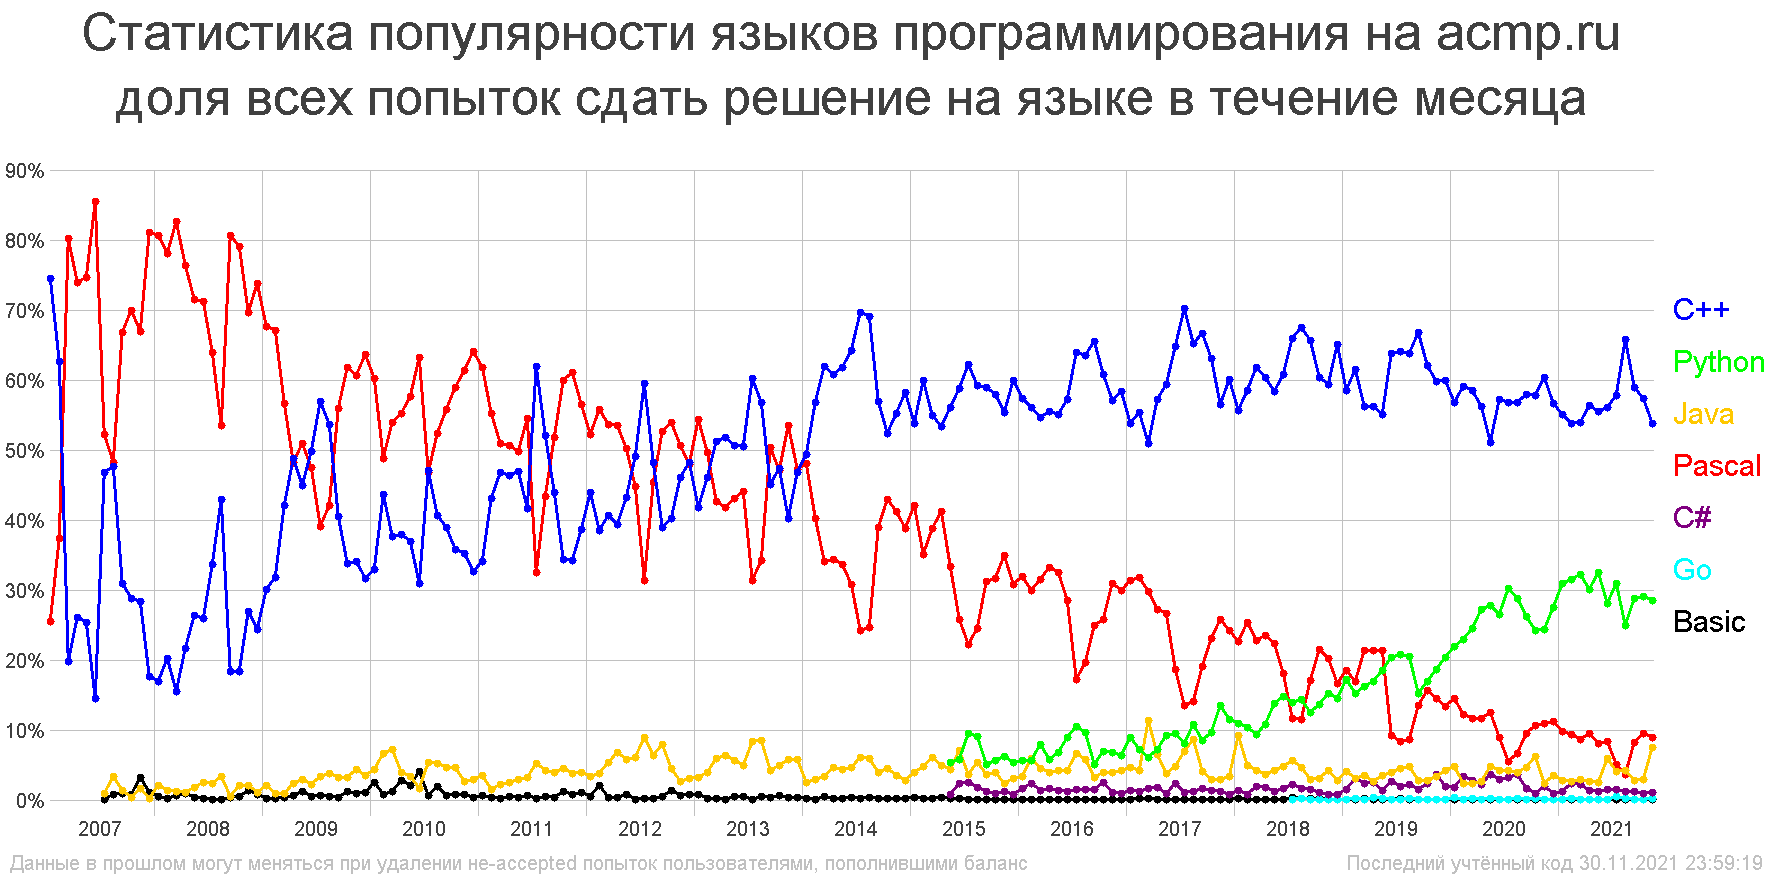 Статистика популярности языков программирования на acmp.ru
доля всех попыток сдать решение на языке в течение месяца
90%
80%
70%
60%
50%
40%
30%
20%
10%
0%
C++
Python
Java
Pascal
C#
Go
Basic
2007 2008 2009 2010 2011 2012 2013 2014 2015 2016 2017 2018 2019 2020 2021
Данные в прошлом могут меняться при удалении не-accepted попыток пользователями, пополнившими баланс
Последний учтённый код 30.11.2021 23:59:19